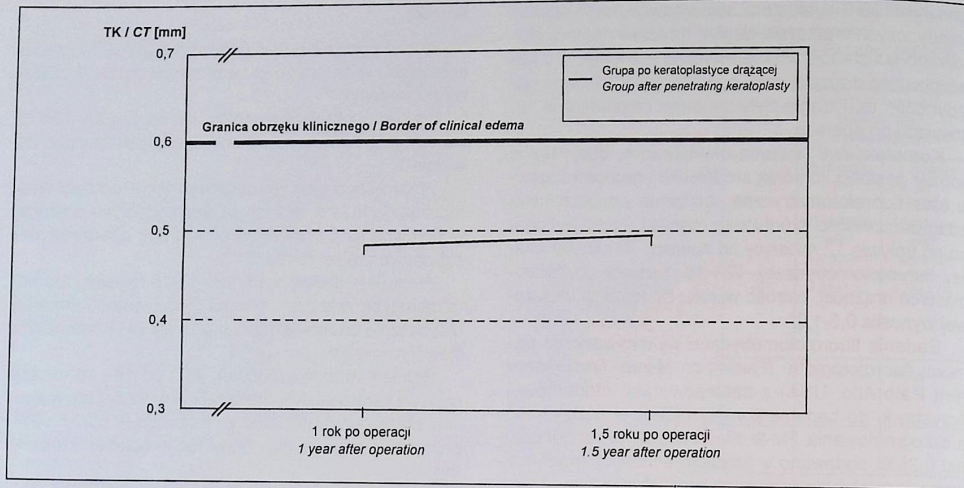 TK / CT [mm]
0,7
Grupa po keratoplastyce drążącej
Group after penetrating keratoplasty
Granica obrzęku klinicznego / Border of clinical edema
0,6
0,5
0,4
0,3
1 rok po operacji
1 year after operation
1,5 roku po operacji
1.5 year after operation